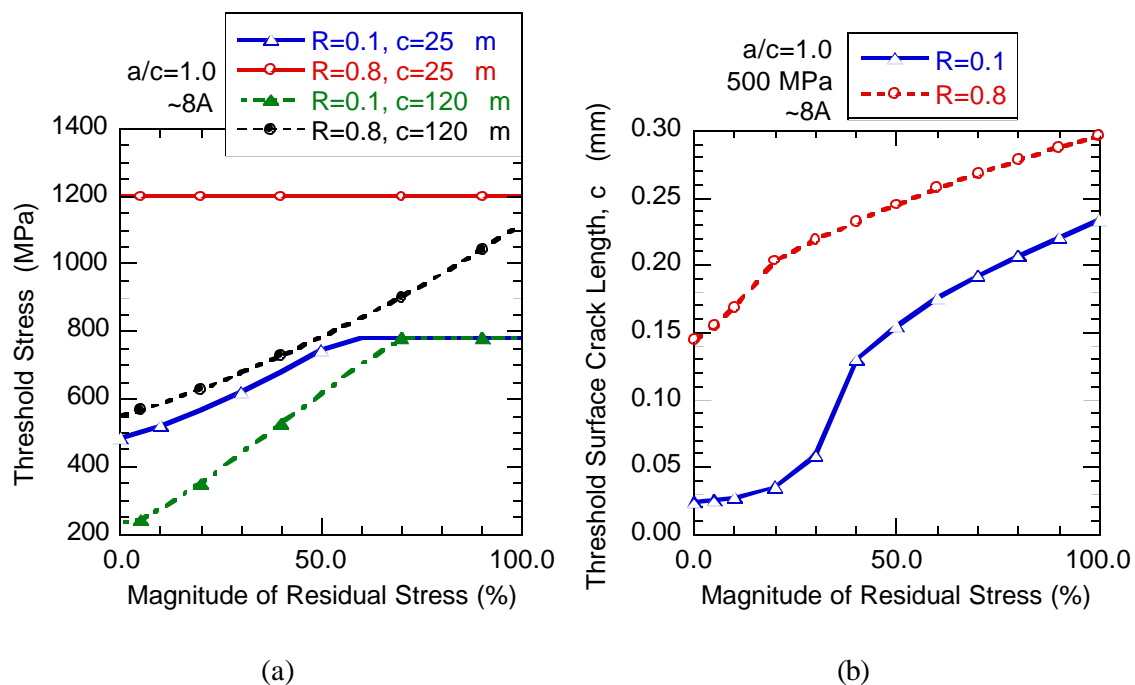 a/c=1.0
~8A
R=0.1, c=25 m
R=0.8, c=25 m
R=0.1, c=120 m
R=0.8, c=120 m
Threshold Stress (MPa)
1400
1200
1000
800
600
400
200
0.0
50.0
100.0
Magnitude of Residual Stress (%)
(a)
a/c=1.0
500 MPa
~8A
R=0.1
R=0.8
Threshold Surface Crack Length, c (mm)
0.30
0.25
0.20
0.15
0.10
0.05
0.00
0.0
50.0
100.0
Magnitude of Residual Stress (%)
(b)